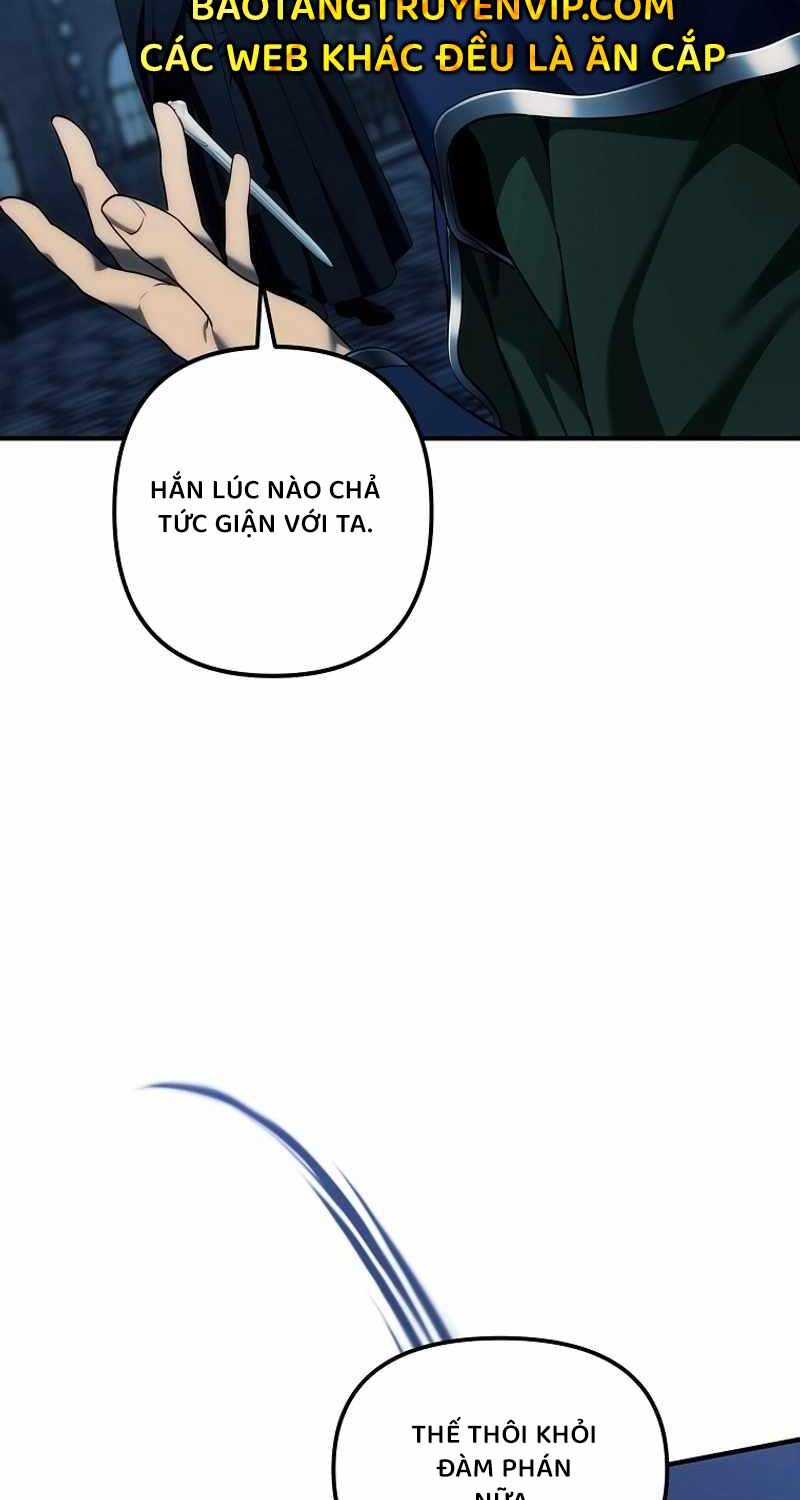 BAOTANGTRUYENVIP.COM
CÁC WEB KHÁC ĐỀU LÀ ĂN CẮP
HẮN LÚC NÀO CHẢ
TỨC GIẬN VỚI TA.
THẾ THÔI KHỎI
ĐÀM PHÁN
NỮA